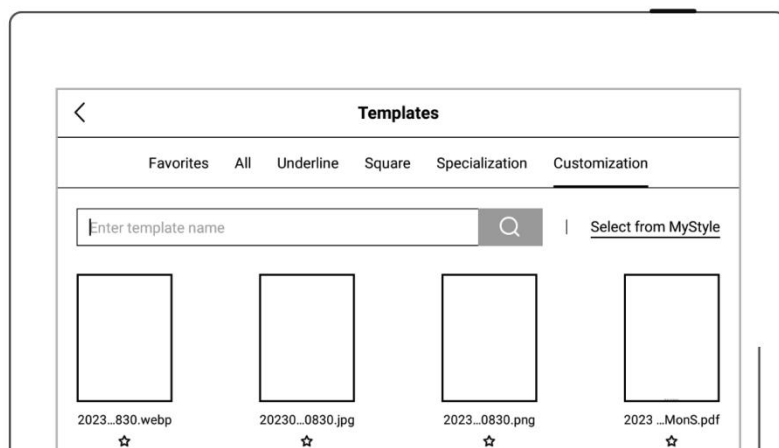 Templates
Favorites All Underline Square Specialization Customization
Enter template name | Select from MyStyle
2023...830.webp 20230...0830.jpg 2023...0830.png 2023 ...MonS.pdf